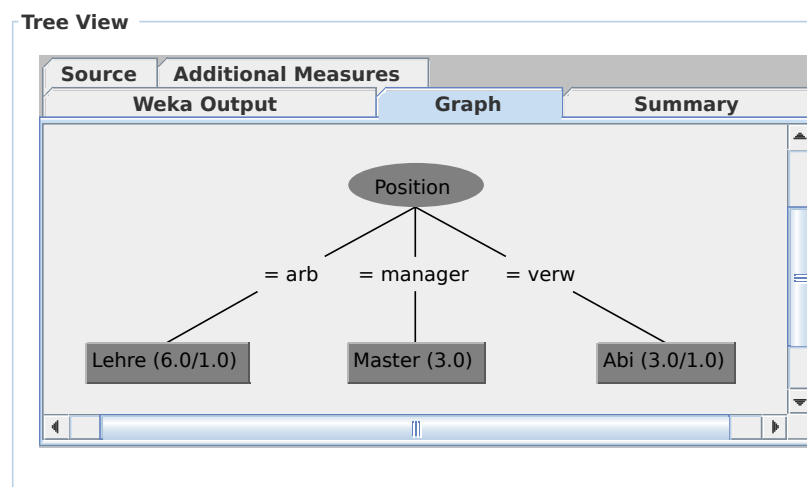 Tree View
Source Additional Measures
Weka Output Graph Summary
Position
= arb = manager = verw
Lehre (6.0/1.0) Master (3.0) Abi (3.0/1.0)